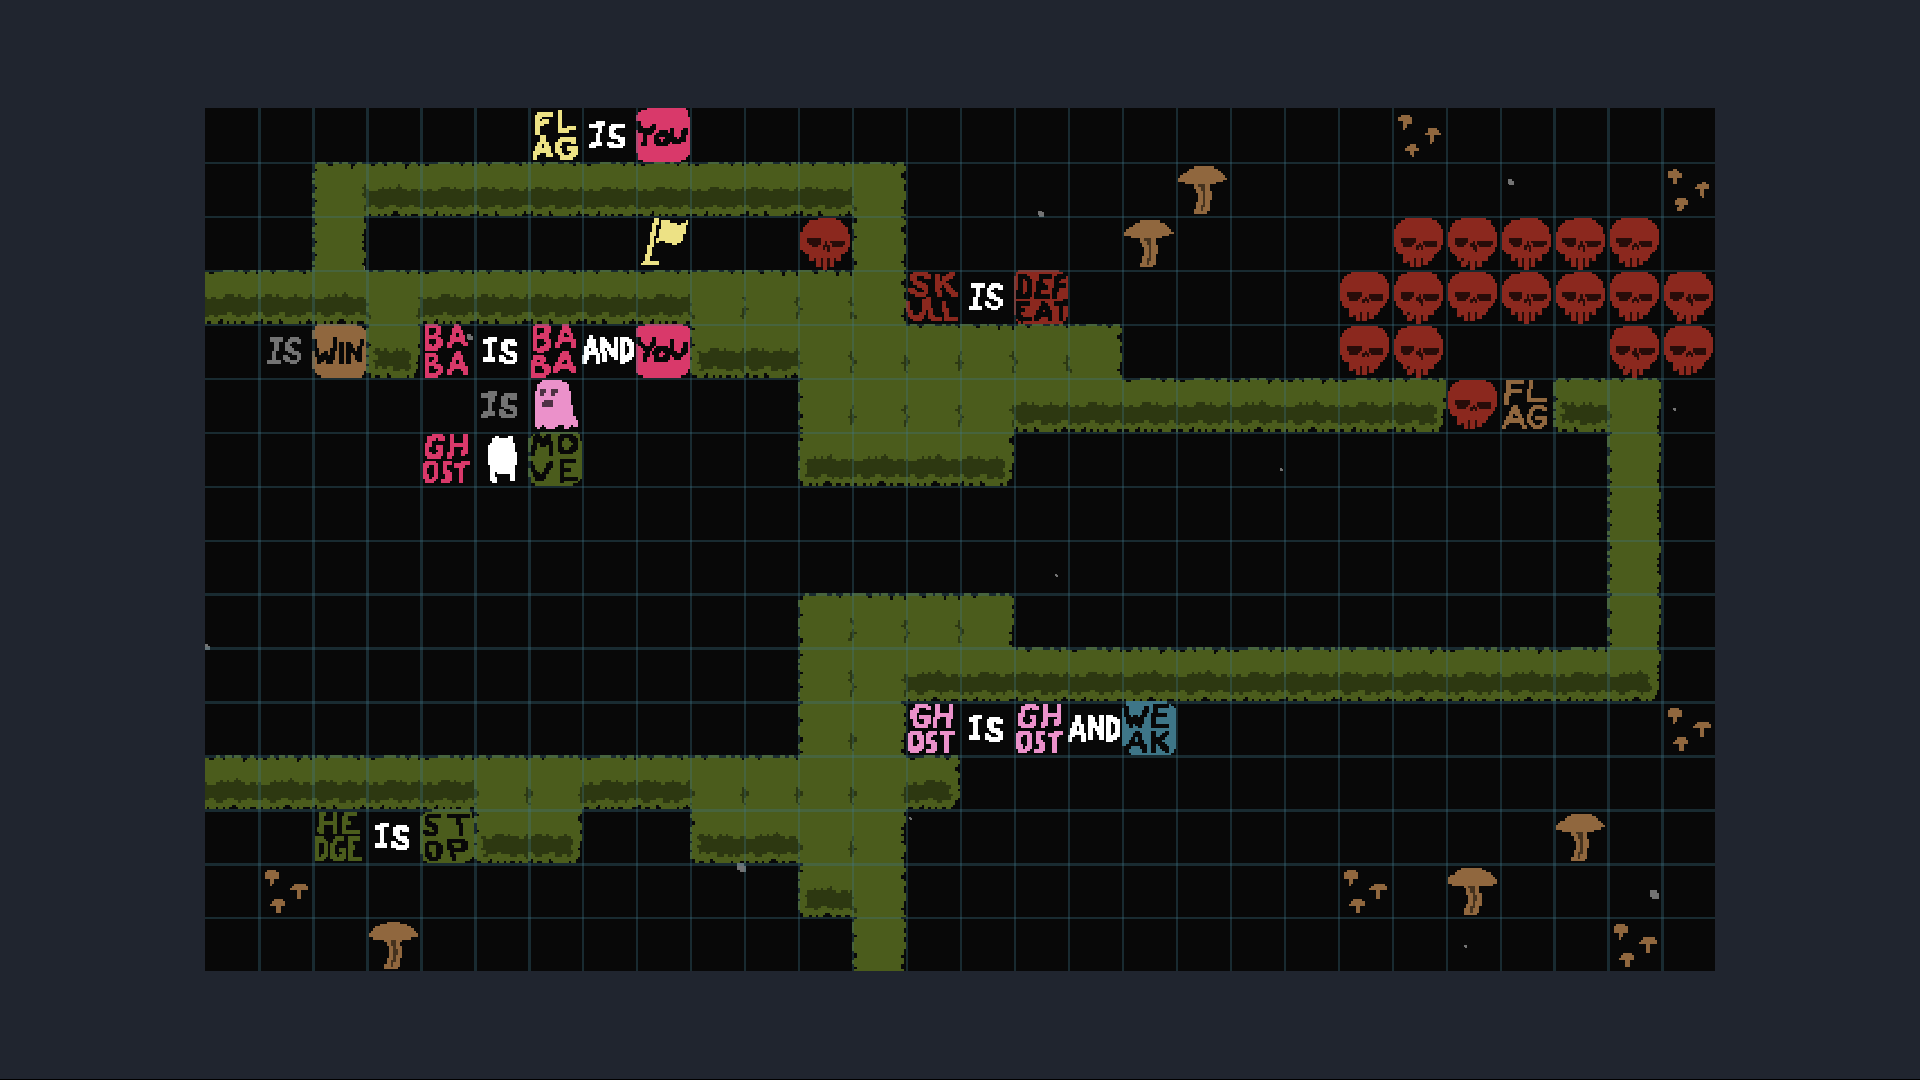 FLAG IS YOU
SKULL IS DEFEAT
IS WIN
BABA IS BABA AND YOU
IS
FLAG
GHOST
MOVE
GHOST IS GHOST AND WEAK
HEDGE IS STOP